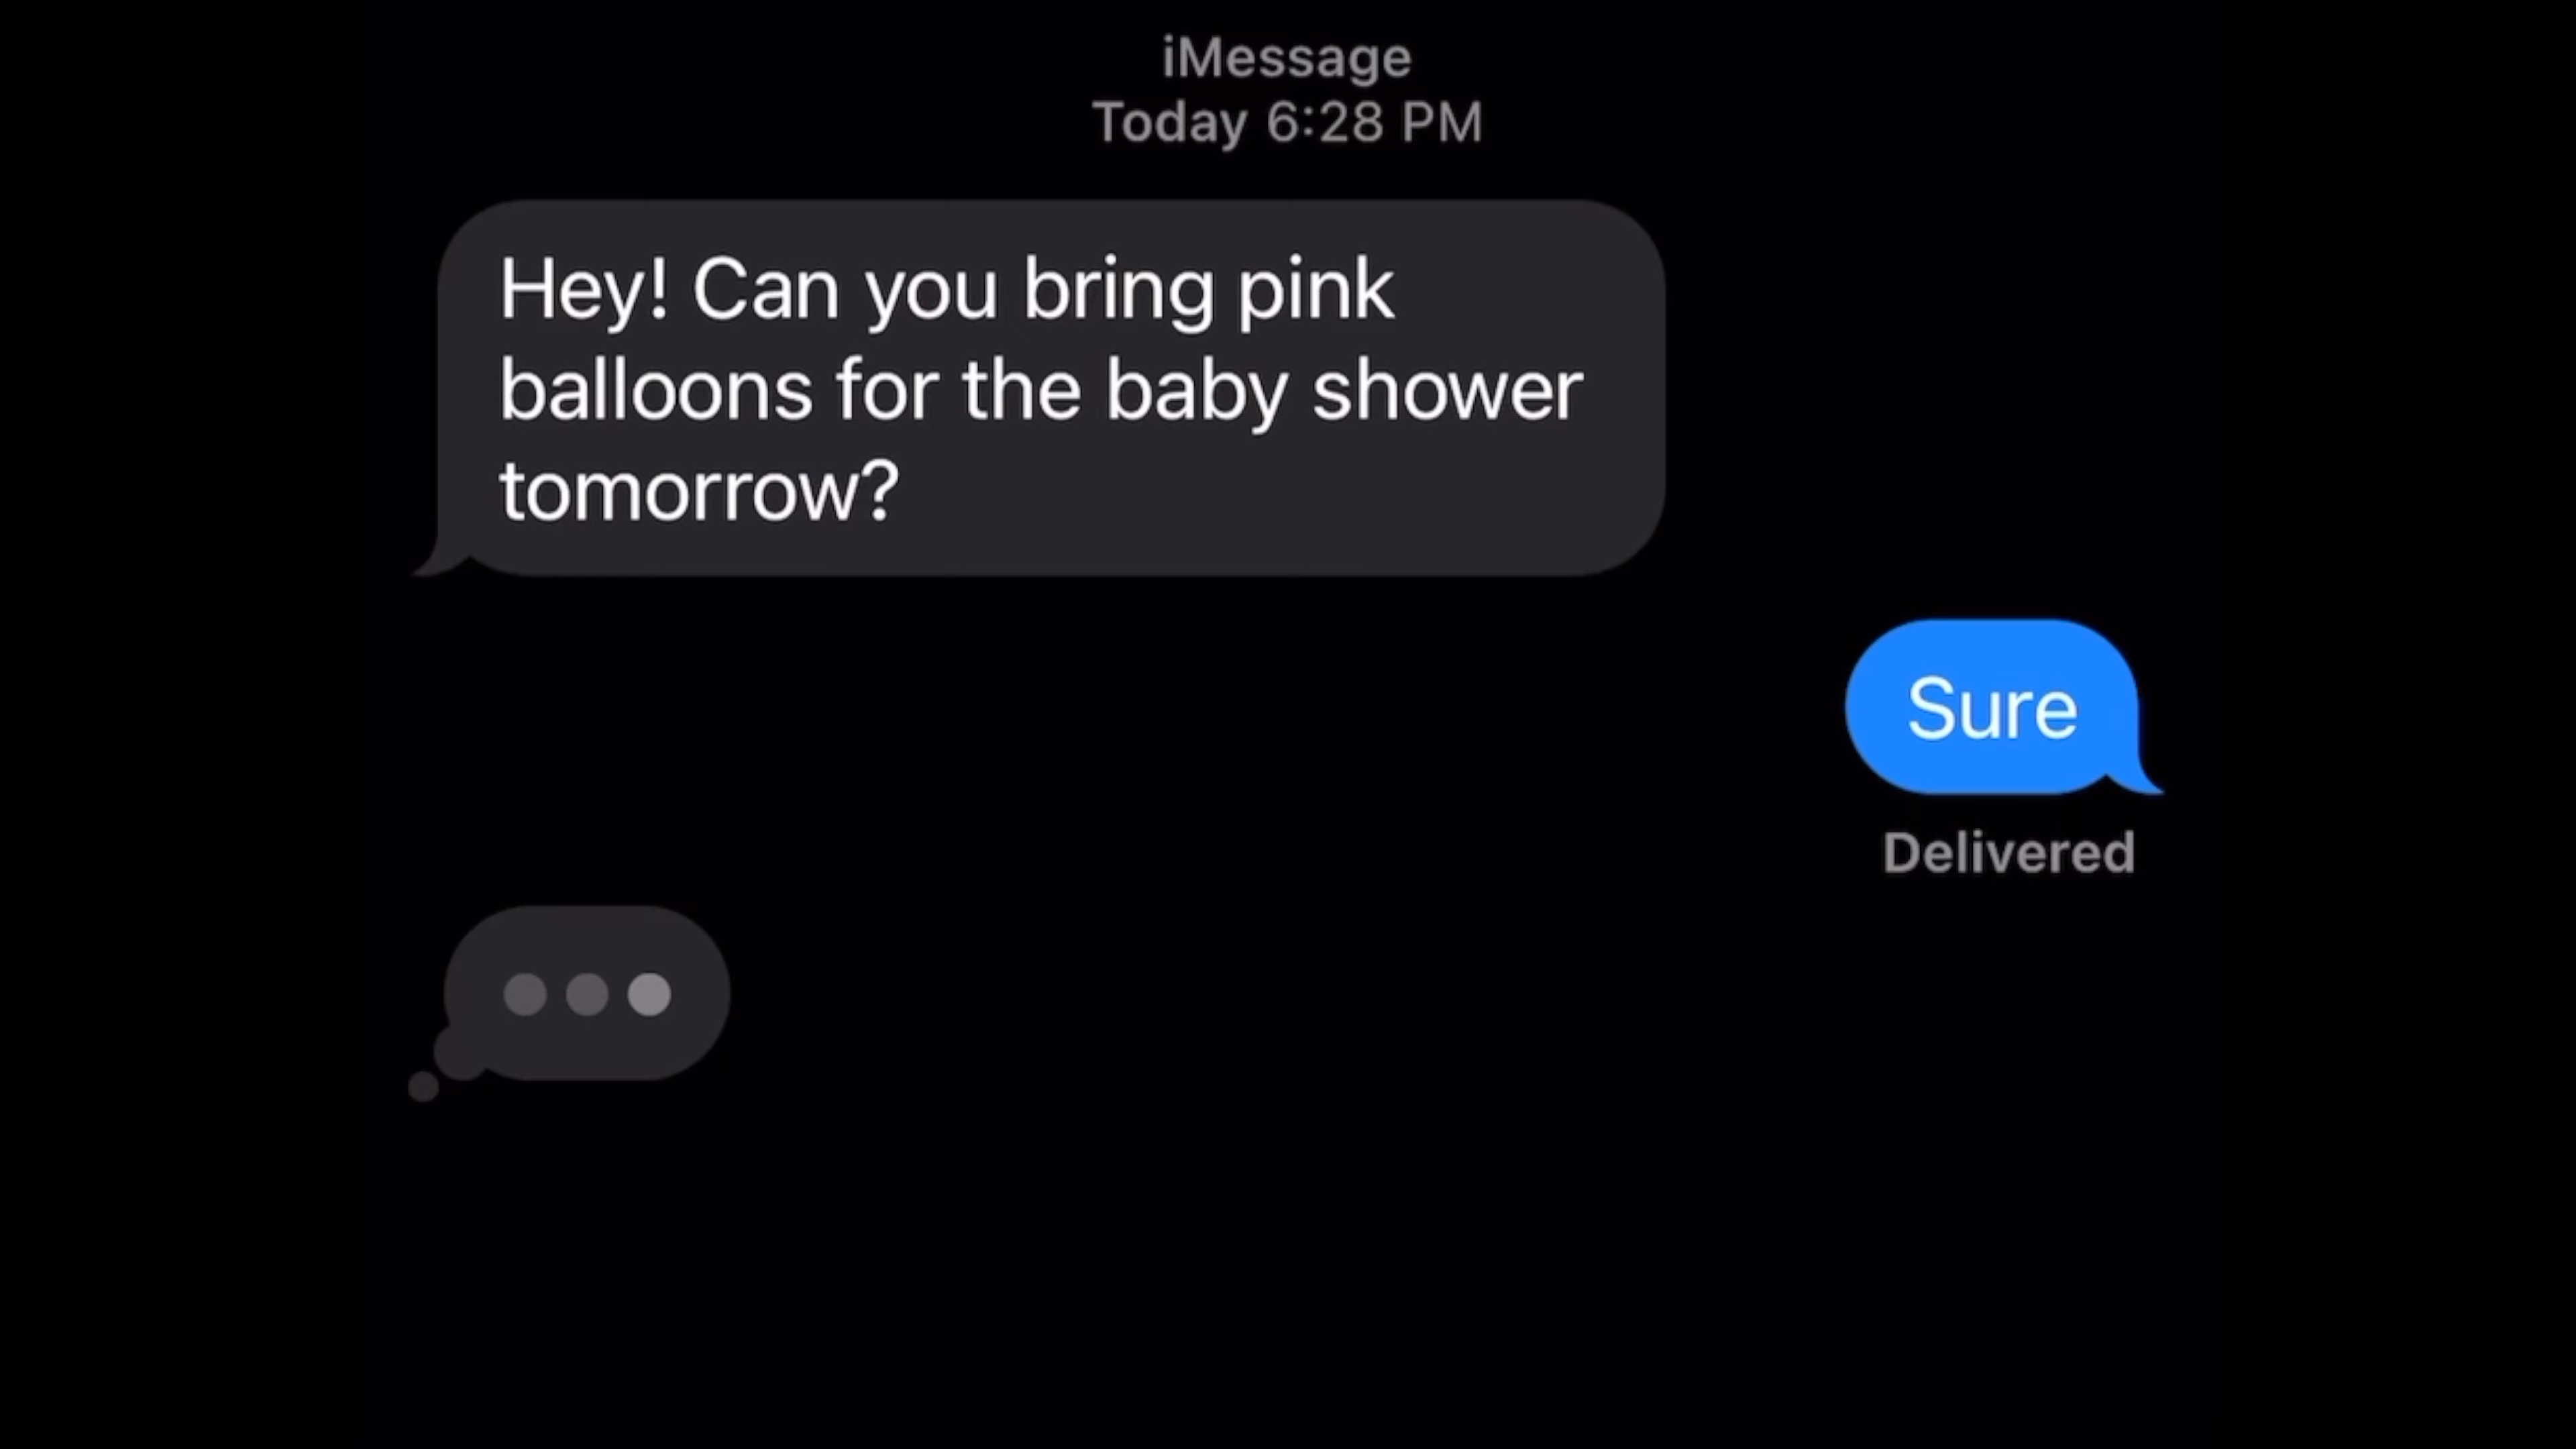 iMessage
Today 6:28 PM
Hey! Can you bring pink
balloons for the baby shower
tomorrow?
Sure
Delivered